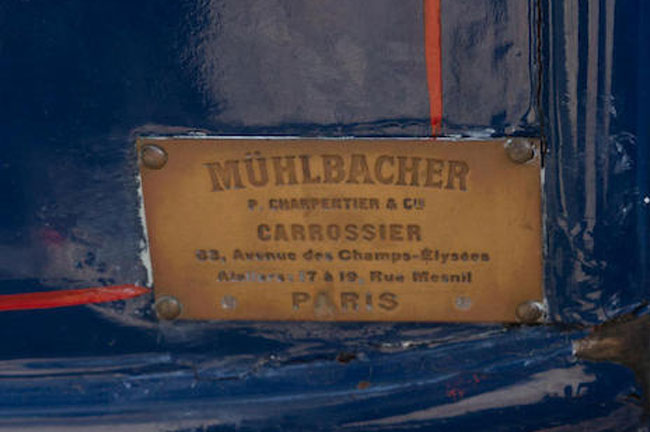 MÜHLBACHER
P. CHARPENTIER & Cie
CARROSSIER
63, Avenue des Champs-Élysées
Ateliers: 17 à 19, Rue Mesnil
PARIS